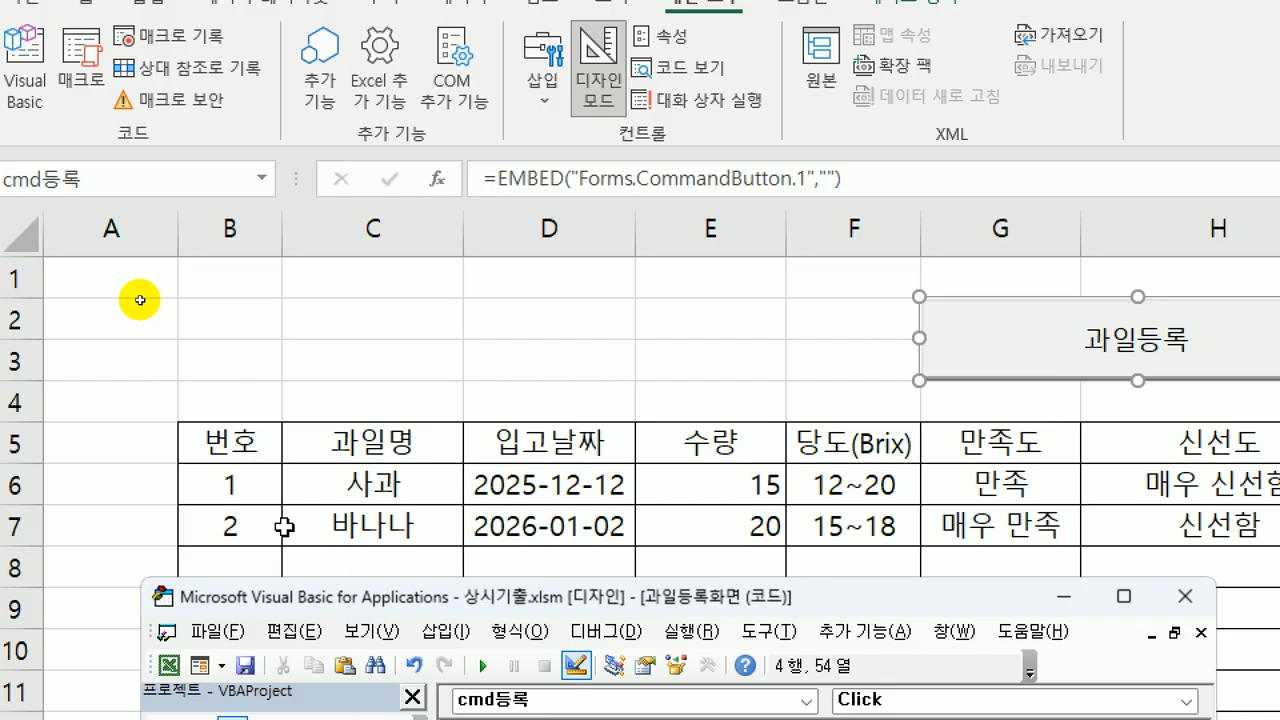 Visual Basic
매크로
매크로 기록
상대 참조로 기록
매크로 보안
코드
추가 기능
Excel 추가 기능
COM 추가 기능
추가 기능
삽입
디자인 모드
속성
코드 보기
대화 상자 실행
컨트롤
원본
맵 속성
확장 팩
데이터 새로 고침
가져오기
내보내기
XML
cmd등록
fx
=EMBED("Forms.CommandButton.1","")
A B C D E F G H
1
2
3 과일등록
4
5 번호 과일명 입고날짜 수량 당도(Brix) 만족도 신선도
6 1 사과 2025-12-12 15 12~20 만족 매우 신선함
7 2 바나나 2026-01-02 20 15~18 매우 만족 신선함
8
9
10
11
Microsoft Visual Basic for Applications - 상시기출.xlsm [디자인] - [과일등록화면 (코드)]
파일(F) 편집(E) 보기(V) 삽입(I) 형식(O) 디버그(D) 실행(R) 도구(T) 추가 기능(A) 창(W) 도움말(H)
4 행, 54 열
프로젝트 - VBAProject
cmd등록
Click